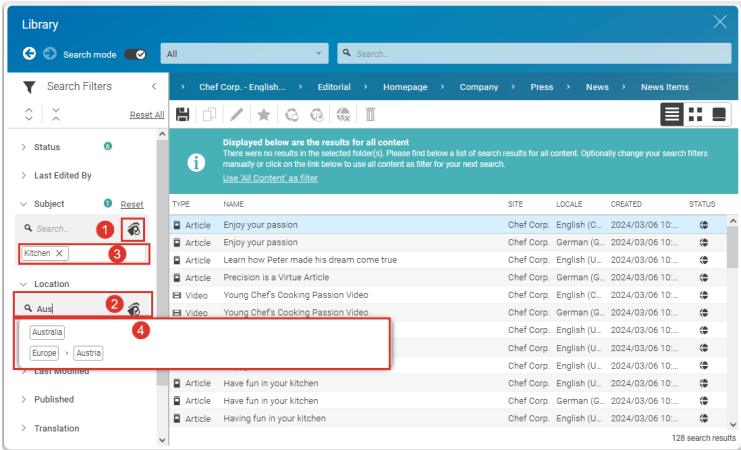 Library
Search mode
All
Search...
Search Filters
Chef Corp. - English... > Editorial > Homepage > Company > Press > News > News Items
Reset All
Displayed below are the results for all content
There were no results in the selected folder(s). Please find below a list of search results for all content. Optionally change your search filters
manually or click on the link below to use all content as filter for your next search.
Use 'All Content' as filter
Status 6
Last Edited By
Subject 1 Reset
Search... 1
Kitchen X 3
Location
Aus 2
4
Australia
Europe > Austria
Last Modified
Published
Translation
TYPE NAME SITE LOCALE CREATED STATUS
Article Enjoy your passion Chef Corp. English (C... 2024/03/06 10:...
Article Enjoy your passion Chef Corp. German (G... 2024/03/06 10:...
Article Learn how Peter made his dream come true Chef Corp. English (U... 2024/03/06 10:...
Article Precision is a Virtue Article Chef Corp. German (G... 2024/03/06 10:...
Video Young Chef's Cooking Passion Video Chef Corp. English (C... 2024/03/06 10:...
Video Young Chef's Cooking Passion Video Chef Corp. German (G... 2024/03/06 10:...
Chef Corp. English (U... 2024/03/06 10:...
Chef Corp. German (G... 2024/03/06 10:...
Chef Corp. English (U... 2024/03/06 10:...
Article Have fun in your kitchen Chef Corp. English (U... 2024/03/06 10:...
Article Have fun in your kitchen Chef Corp. German (G... 2024/03/06 10:...
Article Having fun in your kitchen Chef Corp. English (U... 2024/03/06 10:...
128 search results